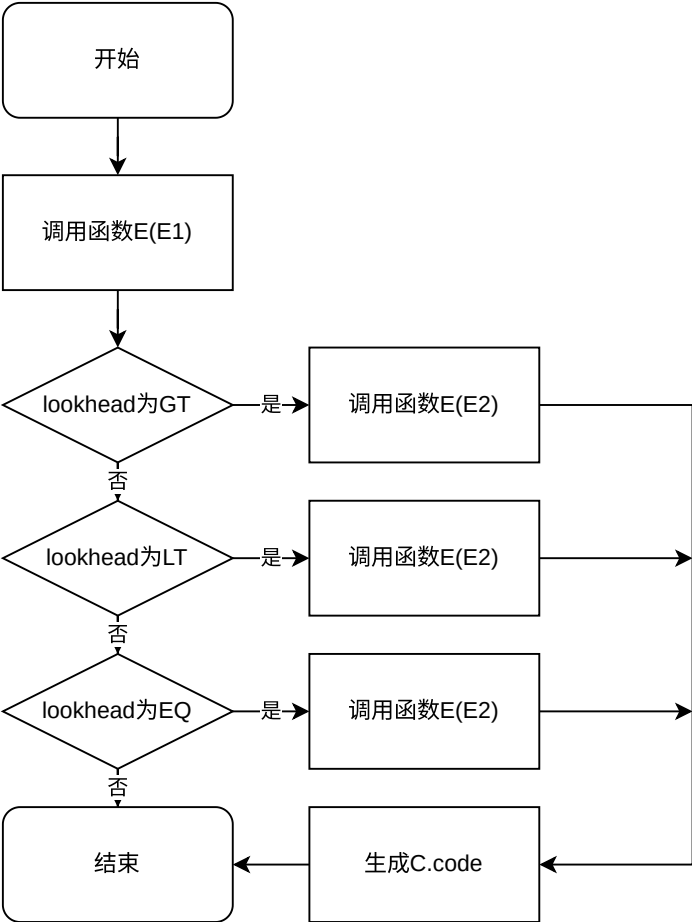 开始
调用函数E(E1)
lookhead为GT
是
调用函数E(E2)
否
lookhead为LT
是
调用函数E(E2)
否
lookhead为EQ
是
调用函数E(E2)
否
结束
生成C.code